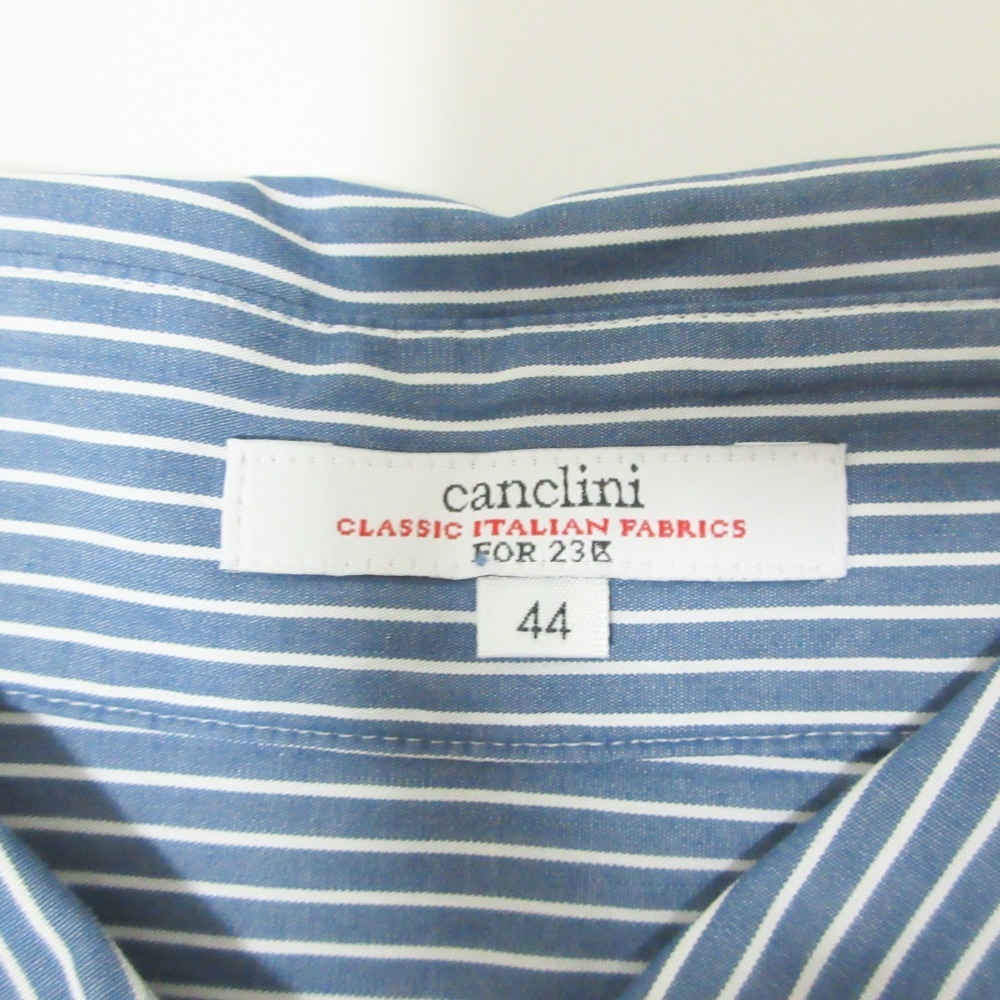 canclini
CLASSIC ITALIAN FABRICS
FOR 23区
44